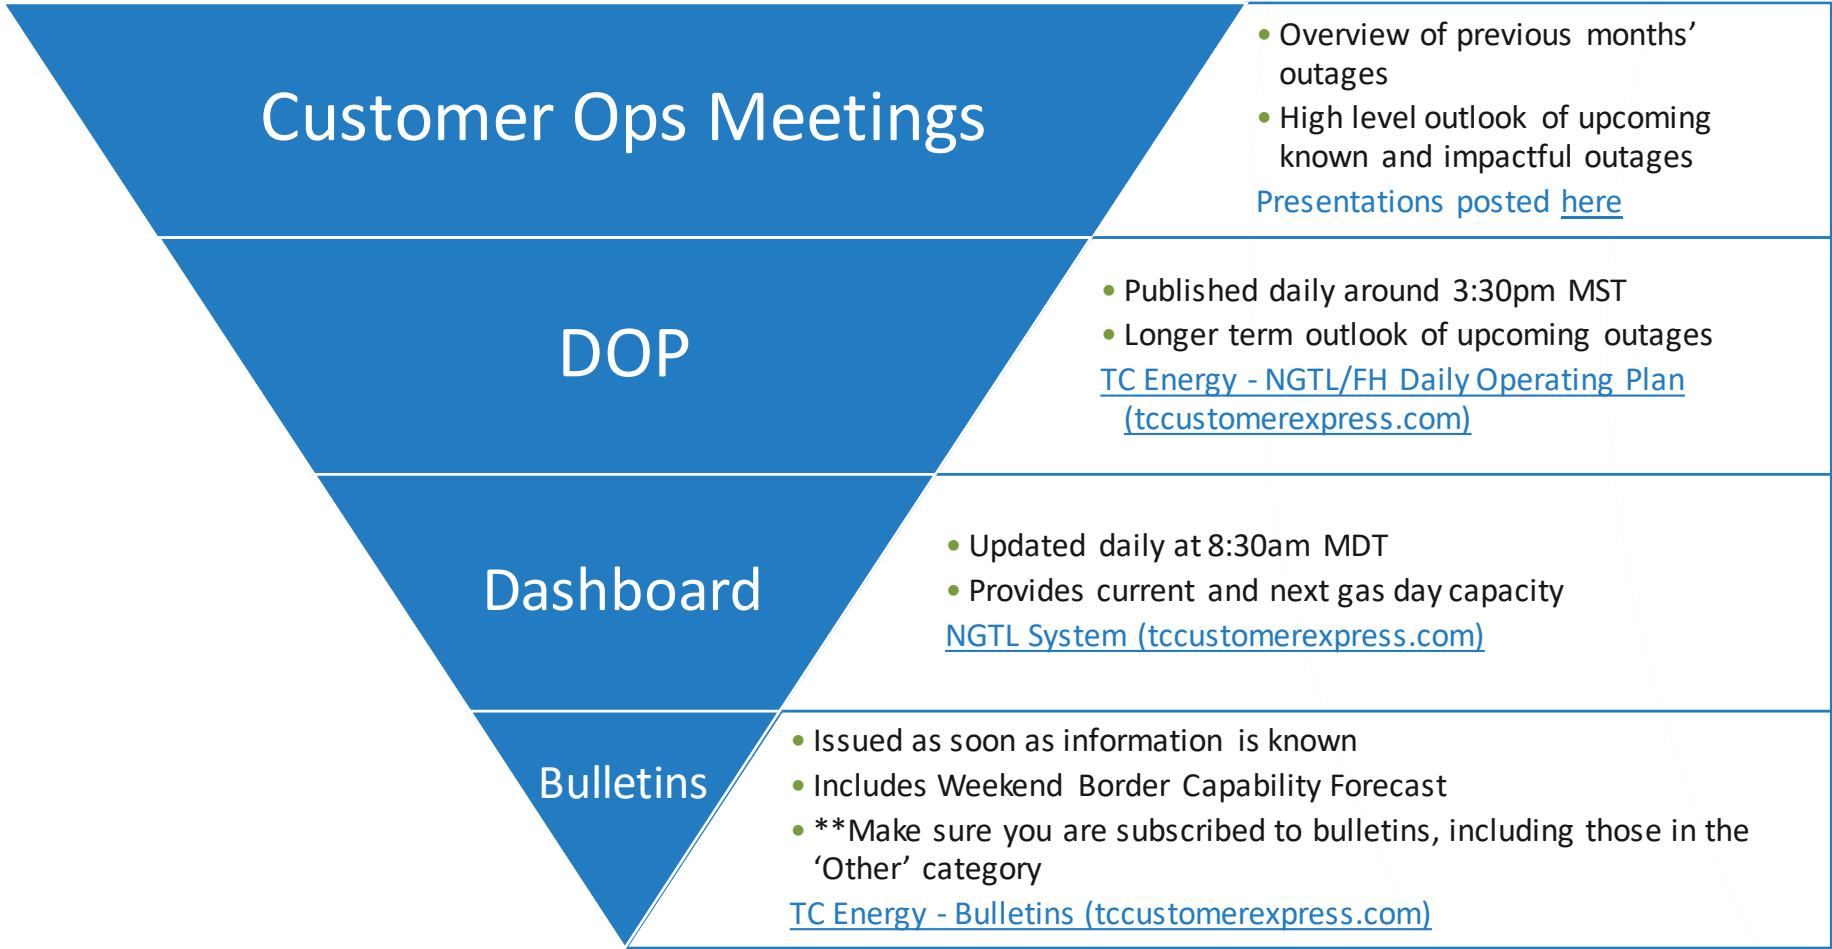 Customer Ops Meetings
• Overview of previous months’
outages
• High level outlook of upcoming
known and impactful outages
Presentations posted here
DOP
• Published daily around 3:30pm MST
• Longer term outlook of upcoming outages
TC Energy - NGTL/FH Daily Operating Plan
(tccustomerexpress.com)
Dashboard
• Updated daily at 8:30am MDT
• Provides current and next gas day capacity
NGTL System (tccustomerexpress.com)
Bulletins
• Issued as soon as information is known
• Includes Weekend Border Capability Forecast
• **Make sure you are subscribed to bulletins, including those in the
‘Other’ category
TC Energy - Bulletins (tccustomerexpress.com)